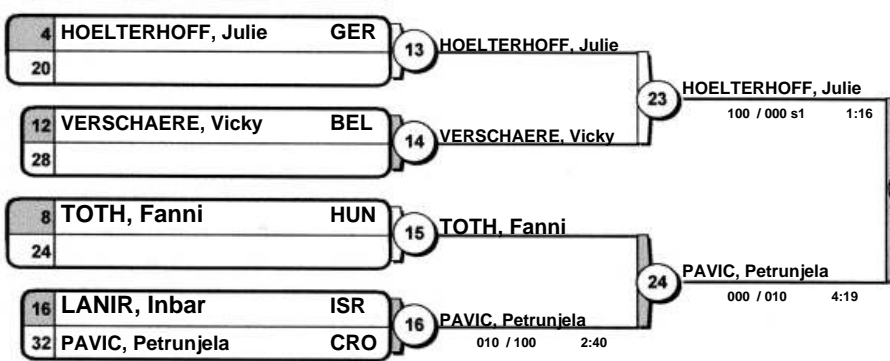 4 HOELTERHOFF, Julie GER
20
13
HOELTERHOFF, Julie
12 VERSCHAERE, Vicky BEL
28
14
VERSCHAERE, Vicky
23
HOELTERHOFF, Julie
100 / 000 s1 1:16
8 TOTH, Fanni HUN
24
15
TOTH, Fanni
16 LANIR, Inbar ISR
32 PAVIC, Petrunjela CRO
16
PAVIC, Petrunjela
010 / 100 2:40
24
PAVIC, Petrunjela
000 / 010 4:19